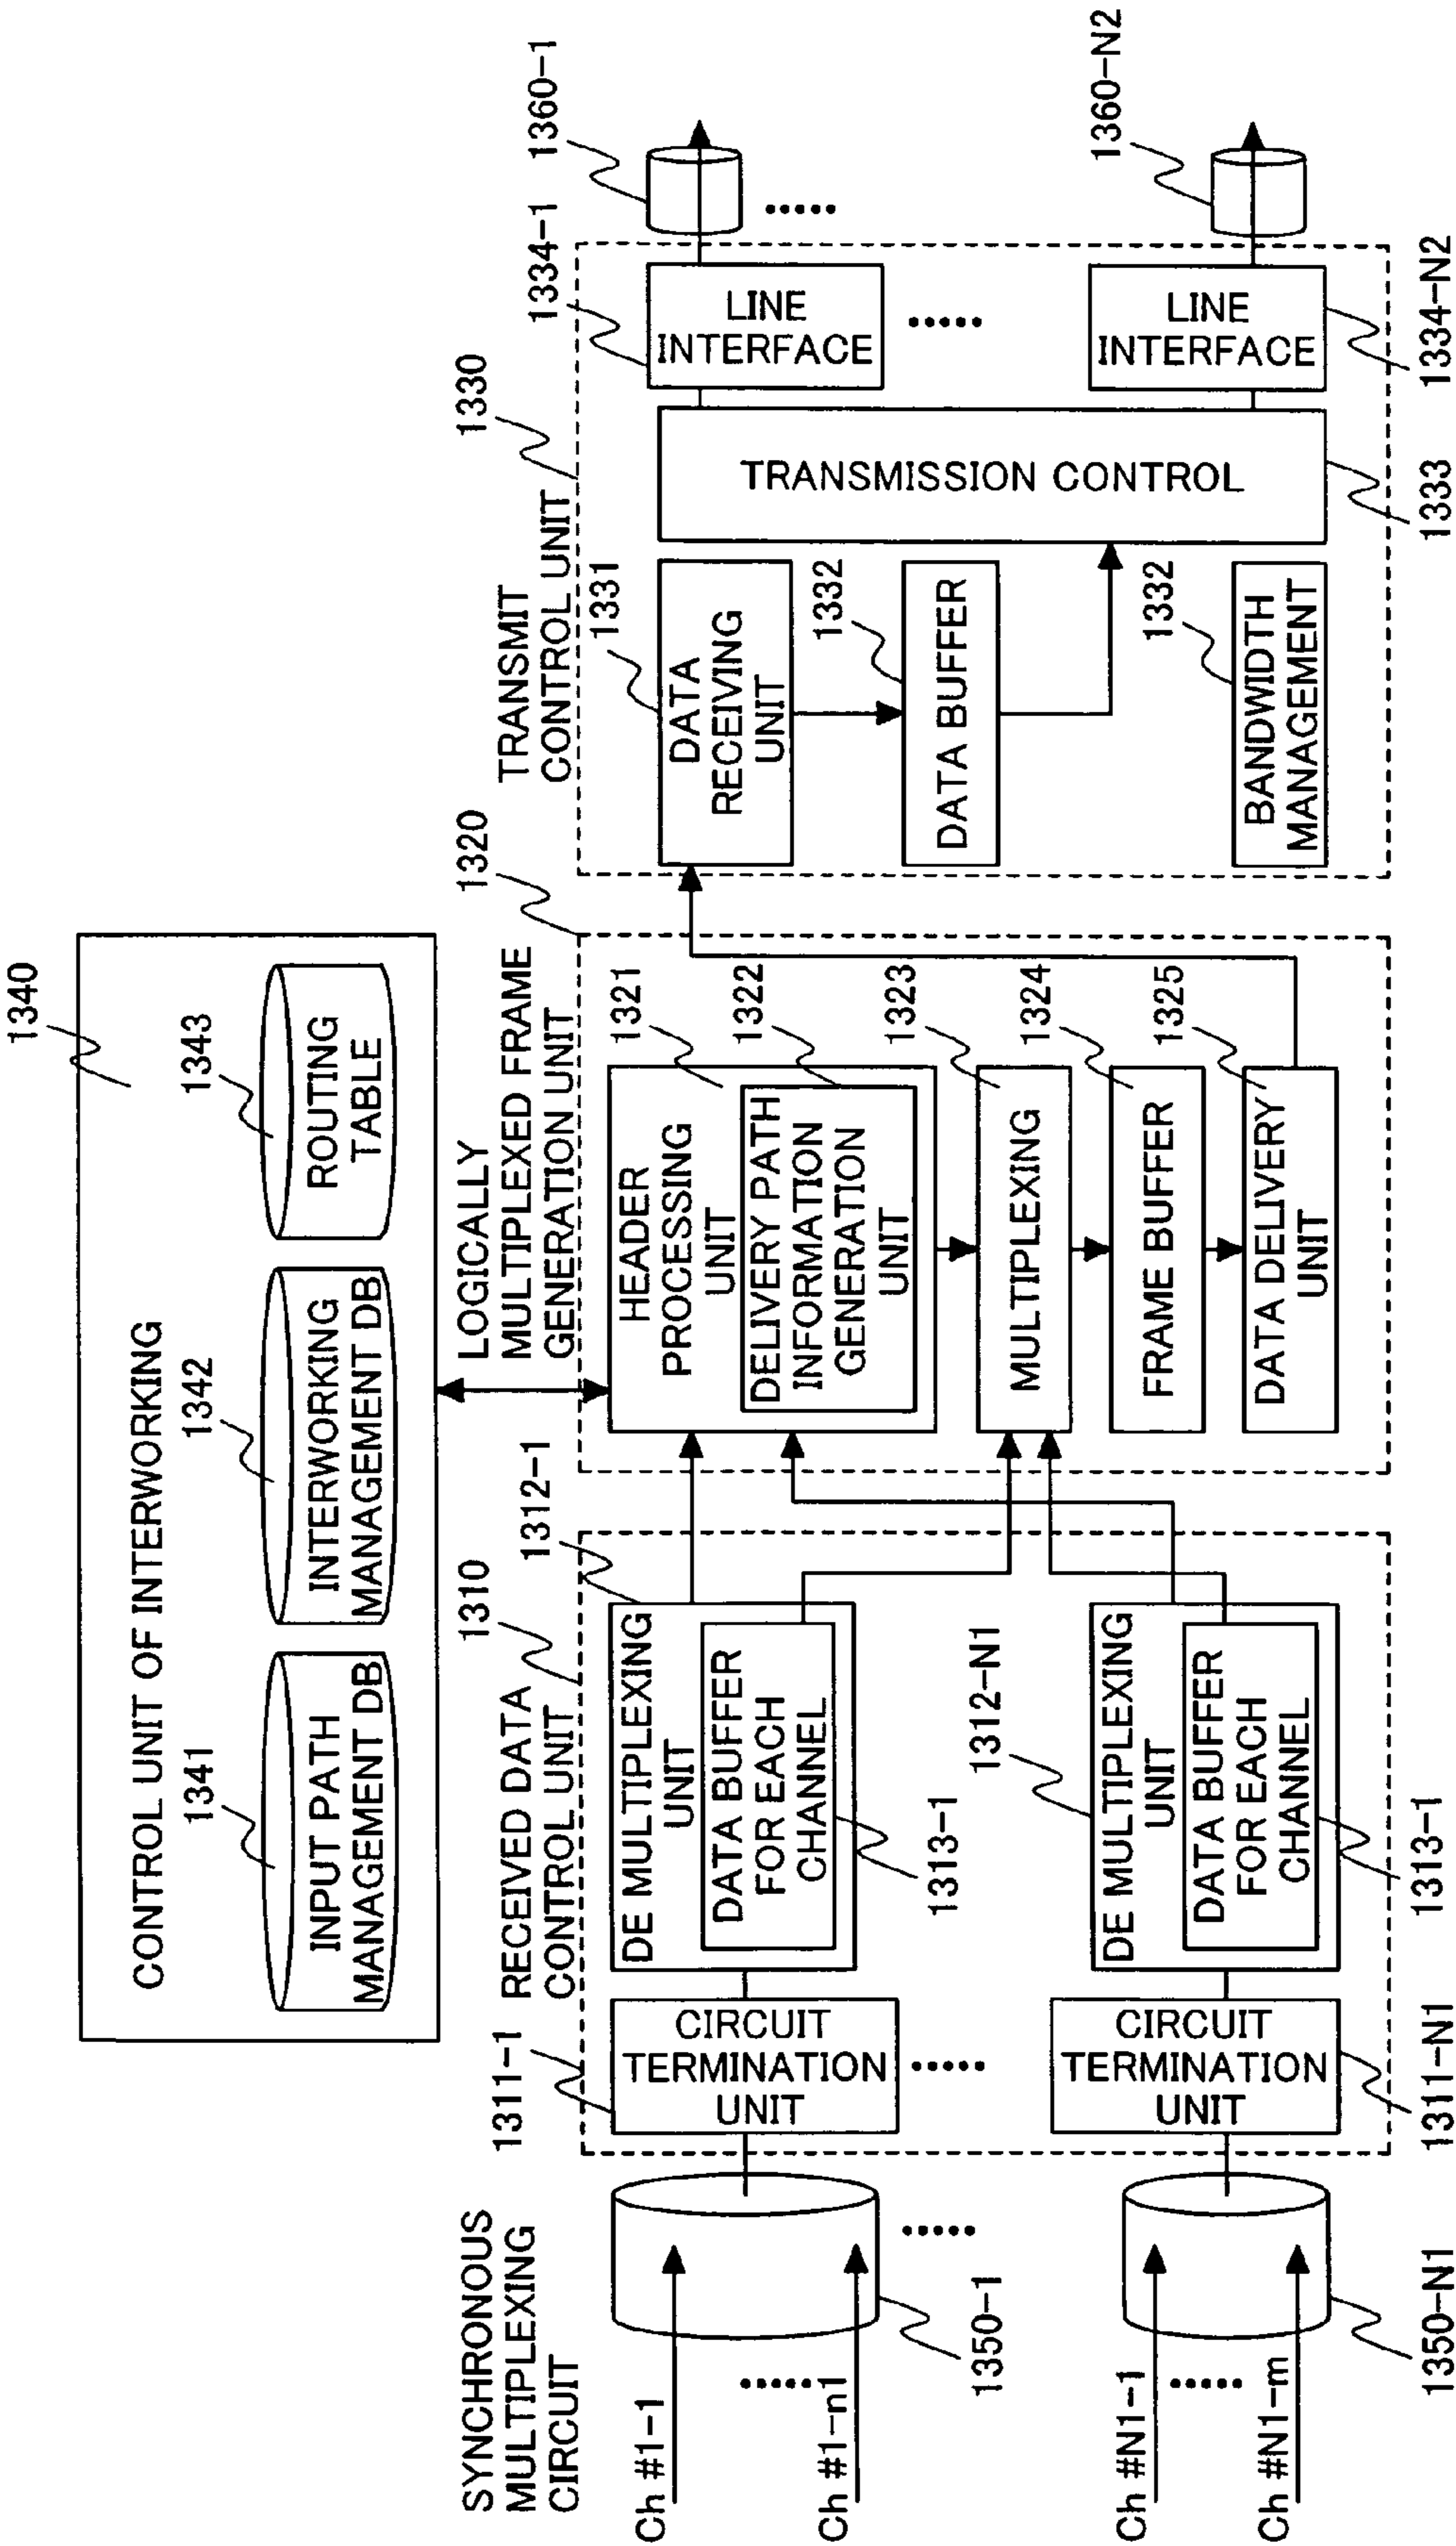 1340
CONTROL UNIT OF INTERWORKING
1341
1342
1343
INPUT PATH
MANAGEMENT DB
INTERWORKING
MANAGEMENT DB
ROUTING
TABLE
SYNCHRONOUS
MULTIPLEXING
CIRCUIT
Ch #1-1
Ch #1-n1
1350-1
Ch #N1-1
Ch #N1-m
1350-N1
RECEIVED DATA
CONTROL UNIT
1310
1311-1
CIRCUIT
TERMINATION
UNIT
1312-1
DE MULTIPLEXING
UNIT
DATA BUFFER
FOR EACH
CHANNEL
1313-1
CIRCUIT
TERMINATION
UNIT
1311-N1
1312-N1
DE MULTIPLEXING
UNIT
DATA BUFFER
FOR EACH
CHANNEL
1313-1
LOGICALLY
MULTIPLEXED FRAME
GENERATION UNIT
1320
HEADER
PROCESSING
UNIT
1321
DELIVERY PATH
INFORMATION
GENERATION
UNIT
1322
MULTIPLEXING
1323
FRAME BUFFER
1324
DATA DELIVERY
UNIT
1325
TRANSMIT
CONTROL UNIT
1330
DATA
RECEIVING
UNIT
1331
DATA BUFFER
1332
BANDWIDTH
MANAGEMENT
1332
TRANSMISSION CONTROL
1333
LINE
INTERFACE
1334-1
1360-1
LINE
INTERFACE
1334-N2
1360-N2